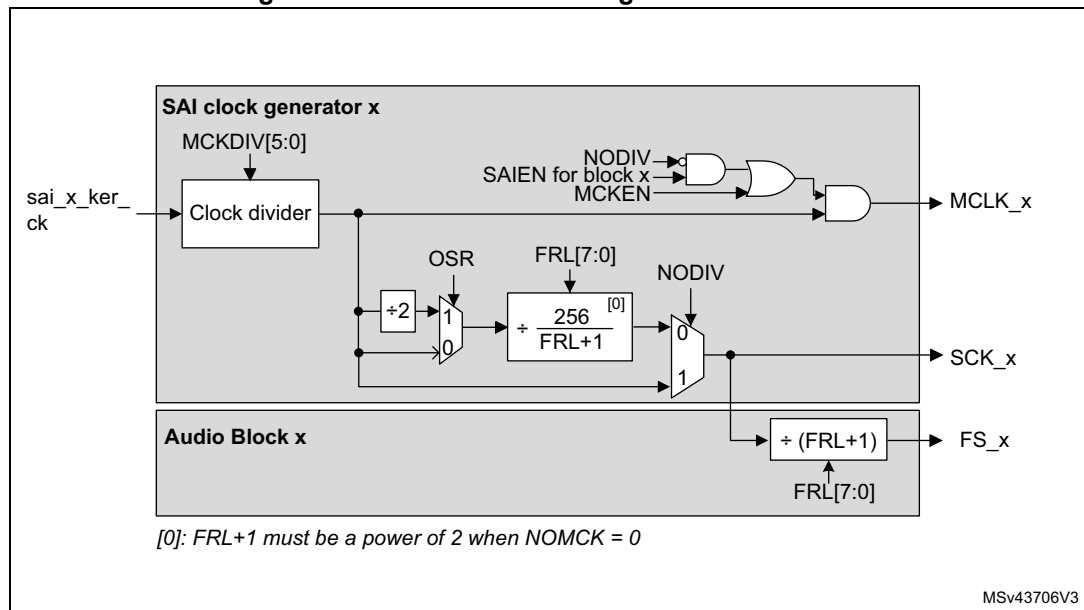 SAI clock generator x
MCKDIV[5:0]
sai_x_ker_
ck
Clock divider
NODIV
SAIEN for block x
MCKEN
MCLK_x
OSR
FRL[7:0]
NODIV
÷2
1
0
÷ 256
FRL+1
[0]
0
1
SCK_x
Audio Block x
÷ (FRL+1)
FS_x
FRL[7:0]
[0]: FRL+1 must be a power of 2 when NOMCK = 0
MSv43706V3